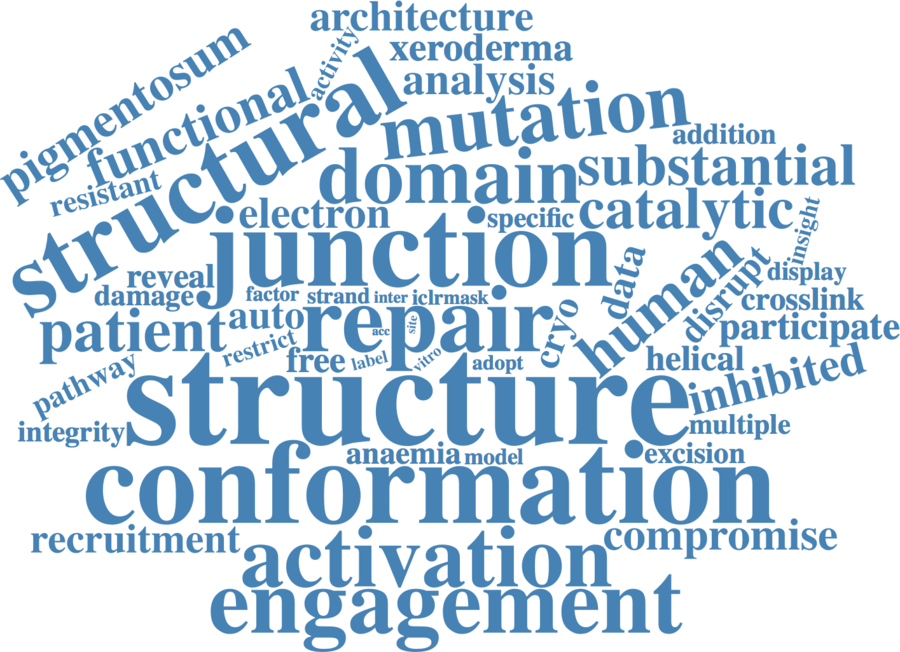 architecture
activity
xeroderma
pigmentosum
functional
structural
analysis
mutation
addition
resistant
domain
substantial
electron
specific
catalytic
insight
junction
reveal
damage
factor
strand
inter
iclrmask
data
human
disrupt
display
crosslink
patient
auto
repair
acc
site
cryo
participate
restrict
free
label
vitro
adopt
helical
pathway
structure
inhibited
integrity
multiple
anaemia
model
excision
conformation
recruitment
activation
compromise
engagement